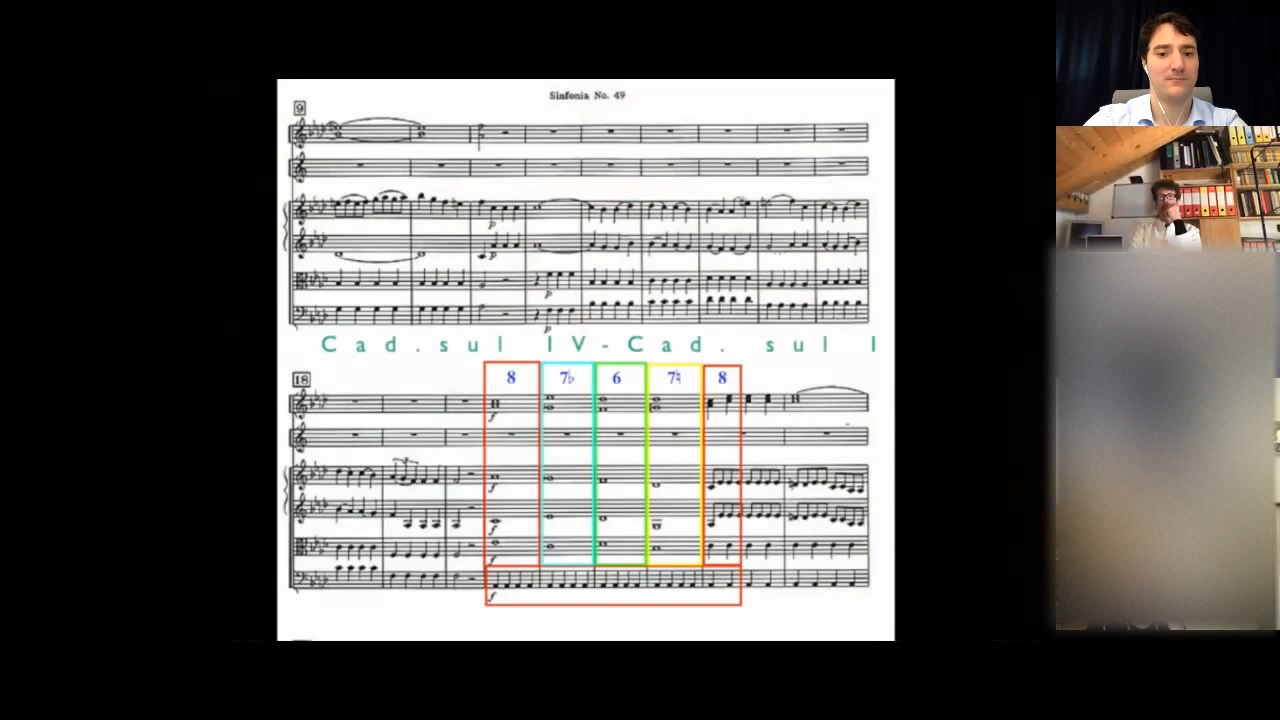 Sinfonia No. 49
9
p
p
p
p
Cad. sul IV-Cad. sul I
18
8 7♭ 6 7♮ 8
f
f
f
f
f